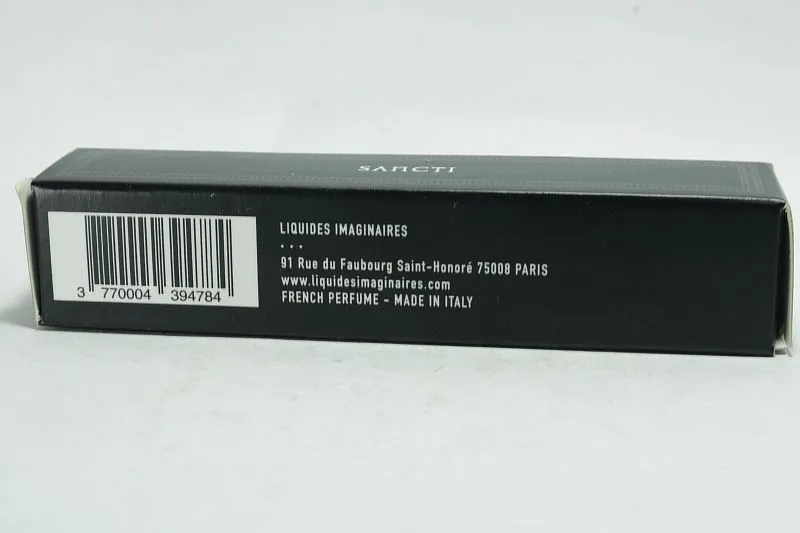 SANCTI
LIQUIDES IMAGINAIRES
...
91 Rue du Faubourg Saint-Honoré 75008 PARIS
www.liquidesimaginaires.com
FRENCH PERFUME - MADE IN ITALY
3 770004 394784